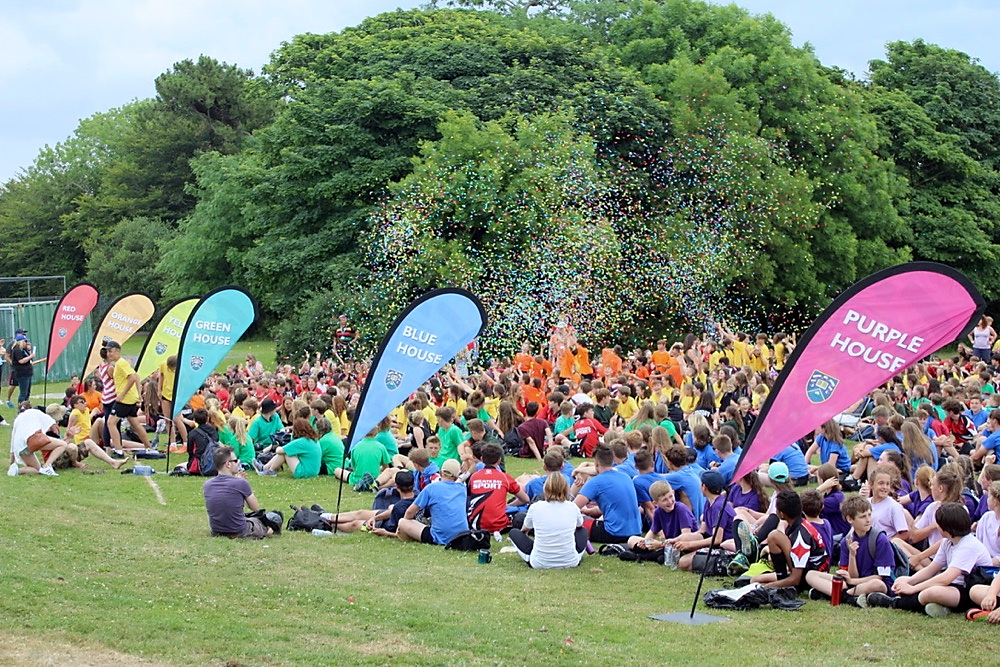 RED
HOUSE
ORANGE
HOUSE
YELLOW
HOUSE
GREEN
HOUSE
BLUE
HOUSE
PURPLE
HOUSE
SPORT